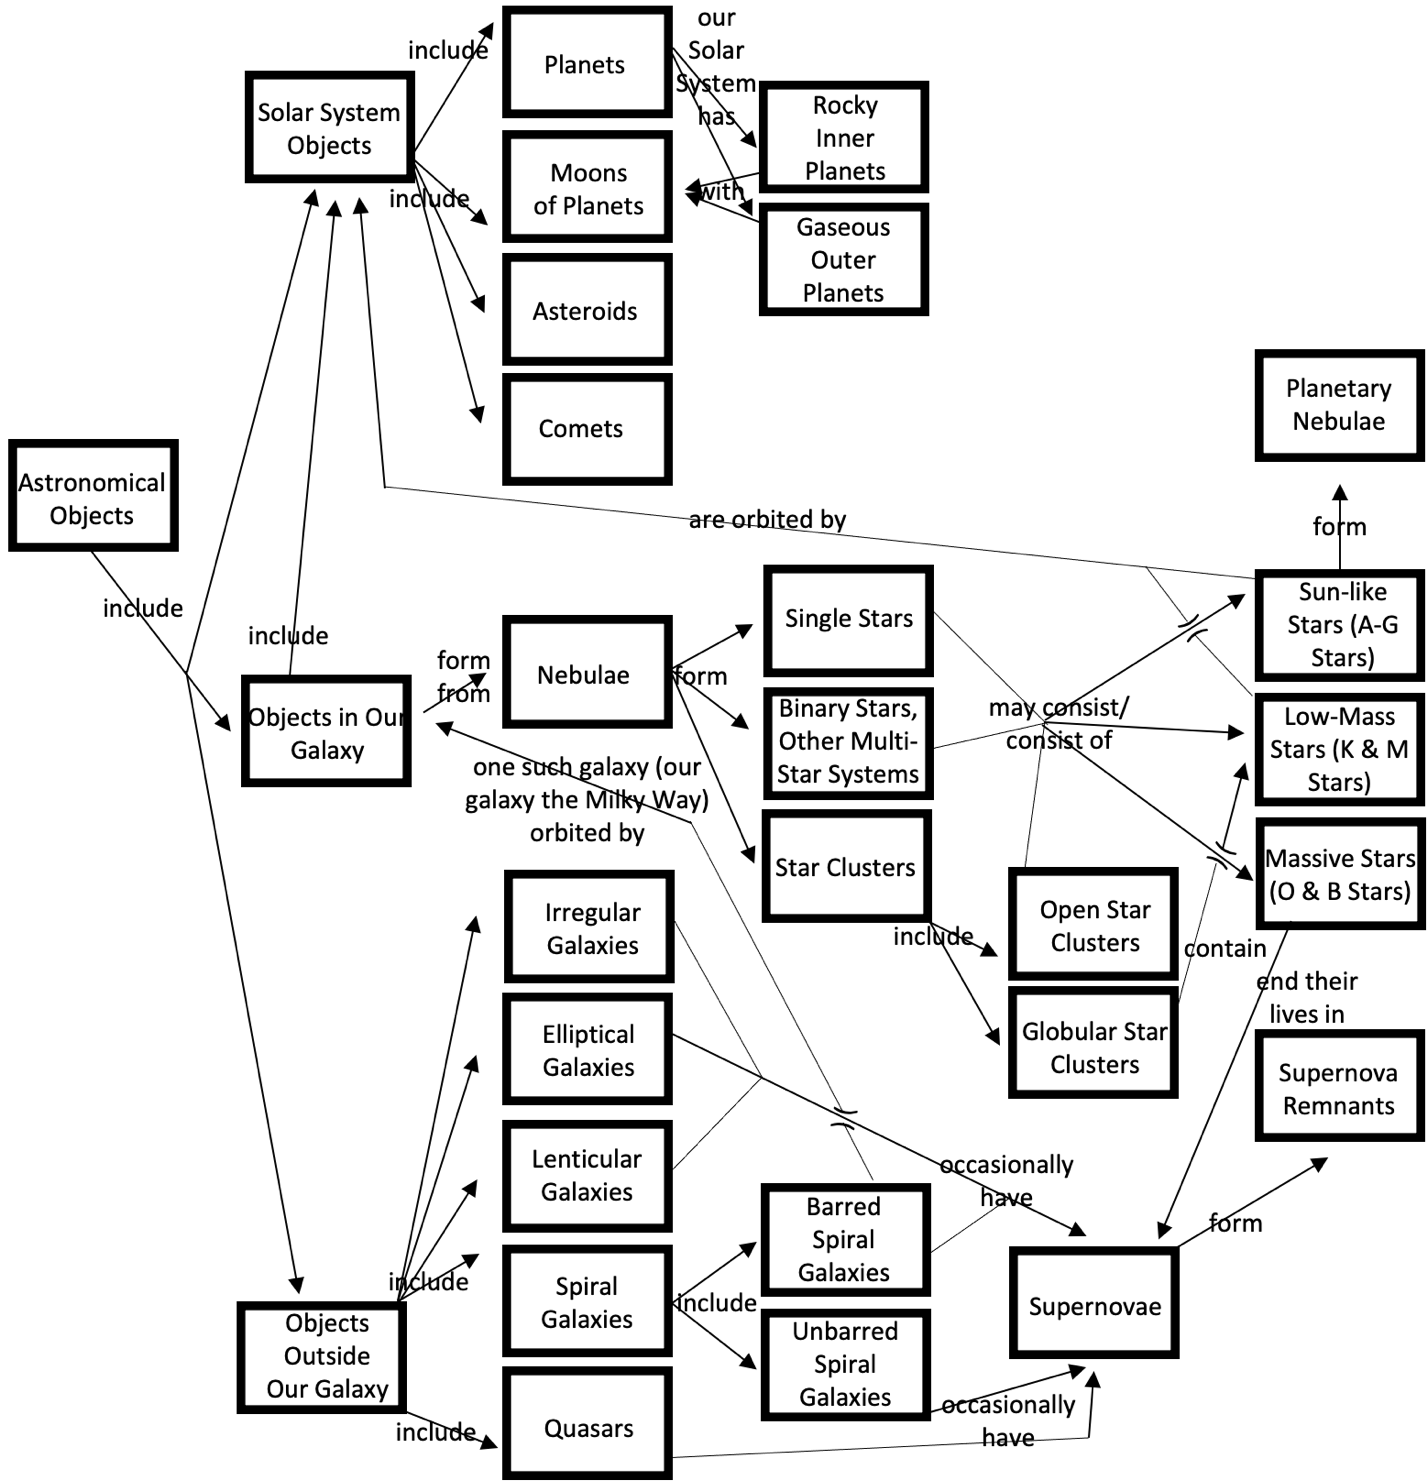 our
Solar
System
has
include
Planets
Solar System
Objects
Rocky
Inner
Planets
include
Moons
of Planets
with
Gaseous
Outer
Planets
Asteroids
Comets
Planetary
Nebulae
Astronomical
Objects
are orbited by
form
include
include
form
from
Nebulae
form
Single Stars
Sun-like
Stars (A-G
Stars)
Objects in Our
Galaxy
Binary Stars,
Other Multi-
Star Systems
may consist/
consist of
Low-Mass
Stars (K & M
Stars)
one such galaxy (our
galaxy the Milky Way)
orbited by
Star Clusters
Massive Stars
(O & B Stars)
Irregular
Galaxies
include
Open Star
Clusters
contain
end their
lives in
Elliptical
Galaxies
Globular Star
Clusters
Supernova
Remnants
Lenticular
Galaxies
occasionally
have
Barred
Spiral
Galaxies
form
include
Spiral
Galaxies
include
Supernovae
Objects
Outside
Our Galaxy
Unbarred
Spiral
Galaxies
include
Quasars
occasionally
have